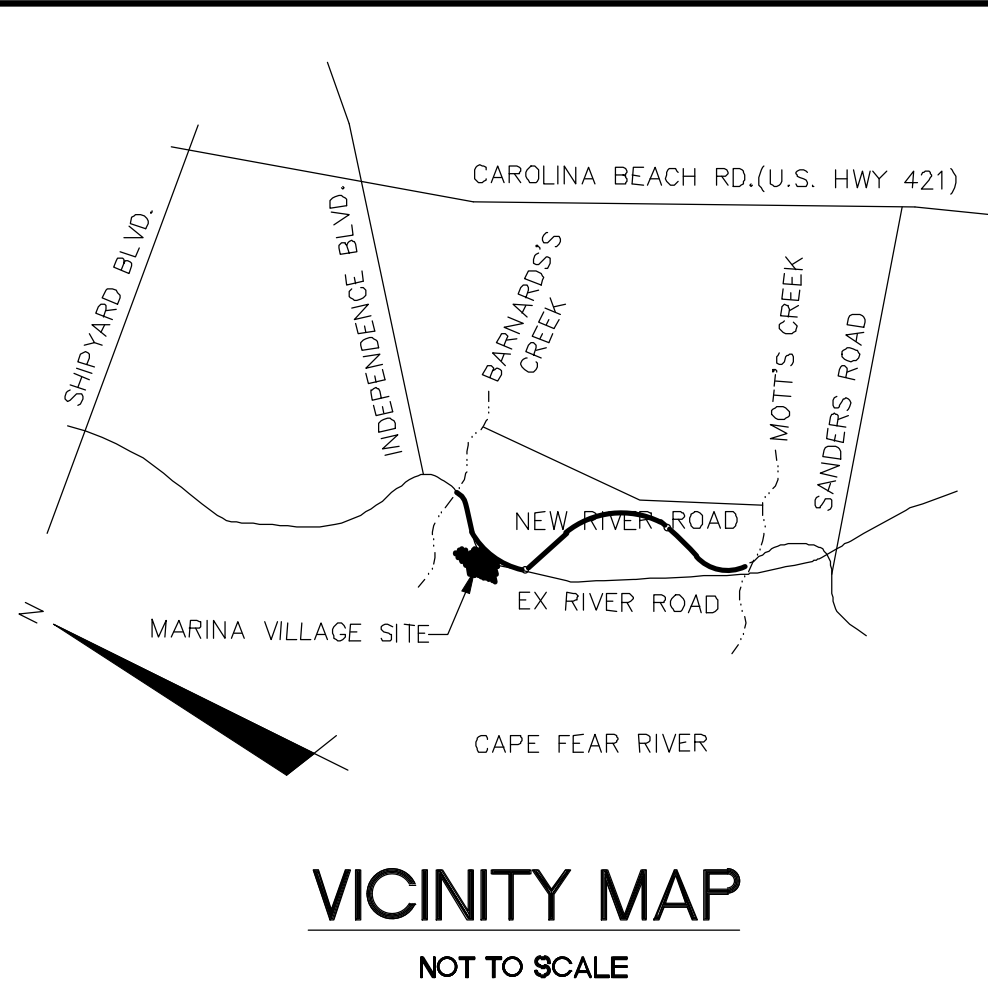 CAROLINA BEACH RD.(U.S. HWY 421)
SHIPYARD BLVD.
INDEPENDENCE BLVD.
BARNARDS'S
CREEK
MOTT'S CREEK
SANDERS ROAD
NEW RIVER ROAD
EX RIVER ROAD
MARINA VILLAGE SITE
N
CAPE FEAR RIVER
VICINITY MAP
NOT TO SCALE